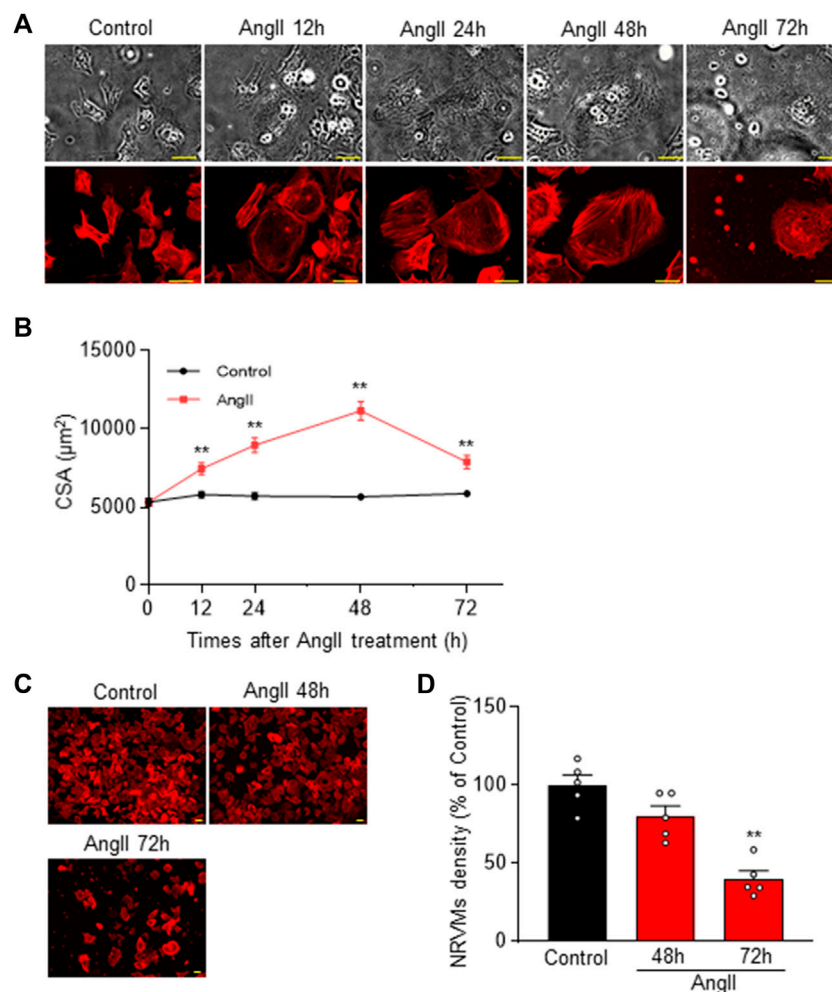 A
Control AngII 12h AngII 24h AngII 48h AngII 72h
B
15000
10000
5000
0
CSA (µm²)
Control
AngII
**
**
**
**
0 12 24 48 72
Times after AngII treatment (h)
C
Control AngII 48h
AngII 72h
D
150
100
50
0
NRVMs density (% of Control)
**
Control 48h 72h
AngII